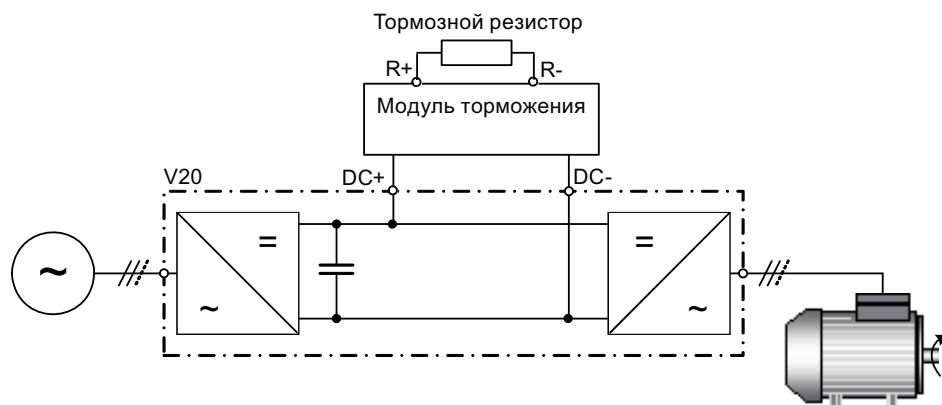 Тормозной резистор
R+ R-
Модуль торможения
V20 DC+ DC-
= =
~ ~ ~